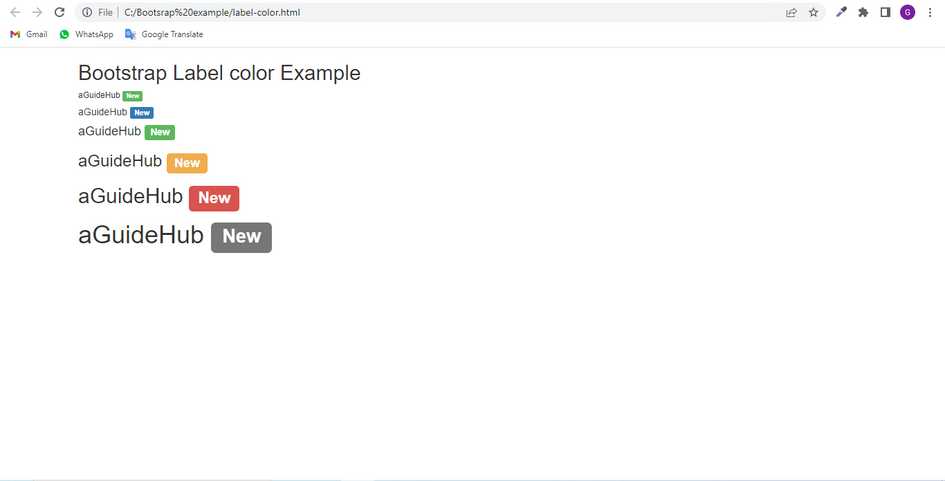 File C:/Bootsrap%20example/label-color.html G
Gmail WhatsApp Google Translate
Bootstrap Label color Example
aGuideHub New
aGuideHub New
aGuideHub New
aGuideHub New
aGuideHub New
aGuideHub New